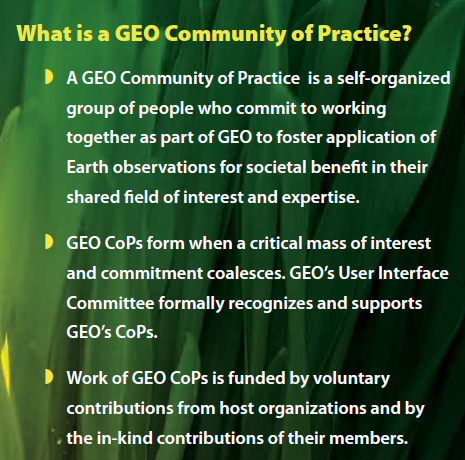 What is a GEO Community of Practice?
A GEO Community of Practice is a self-organized
group of people who commit to working
together as part of GEO to foster application of
Earth observations for societal benefit in their
shared field of interest and expertise.
GEO CoPs form when a critical mass of interest
and commitment coalesces. GEO's User Interface
Committee formally recognizes and supports
GEO's CoPs.
Work of GEO CoPs is funded by voluntary
contributions from host organizations and by
the in-kind contributions of their members.